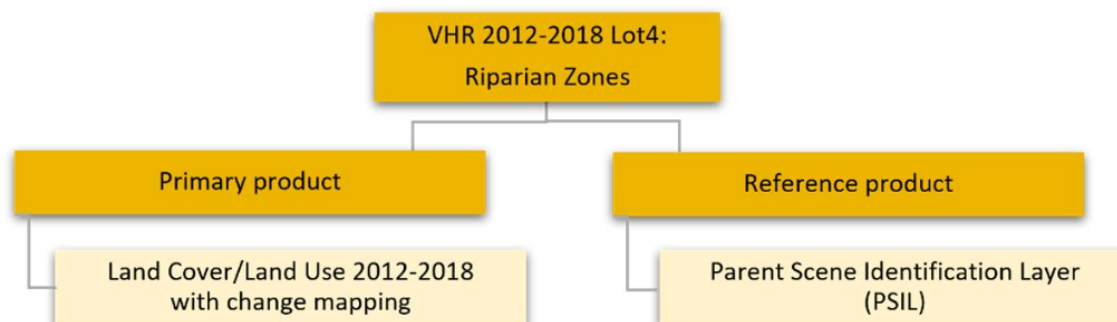 VHR 2012-2018 Lot4:
Riparian Zones
Primary product
Reference product
Land Cover/Land Use 2012-2018
with change mapping
Parent Scene Identification Layer
(PSIL)